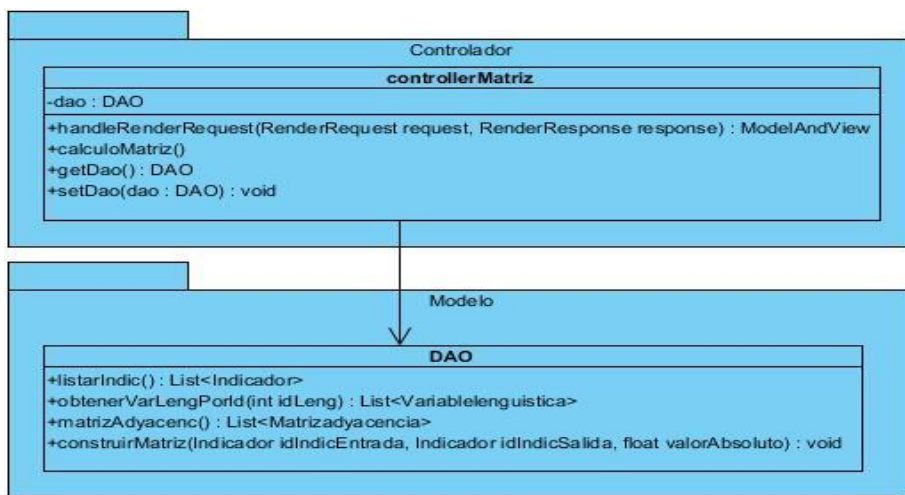 Controlador
controllerMatriz
-dao : DAO
+handleRenderRequest(RenderRequest request, RenderResponse response) : ModelAndView
+calculoMatriz()
+getDao() : DAO
+setDao(dao : DAO) : void
Modelo
DAO
+listarIndic() : List<Indicador>
+obtenerVarLengPorId(int idLeng) : List<Variablelenguistica>
+matrizAdyacenc() : List<Matrizadyacencia>
+construirMatriz(Indicador idIndicEntrada, Indicador idIndicSalida, float valorAbsoluto) : void